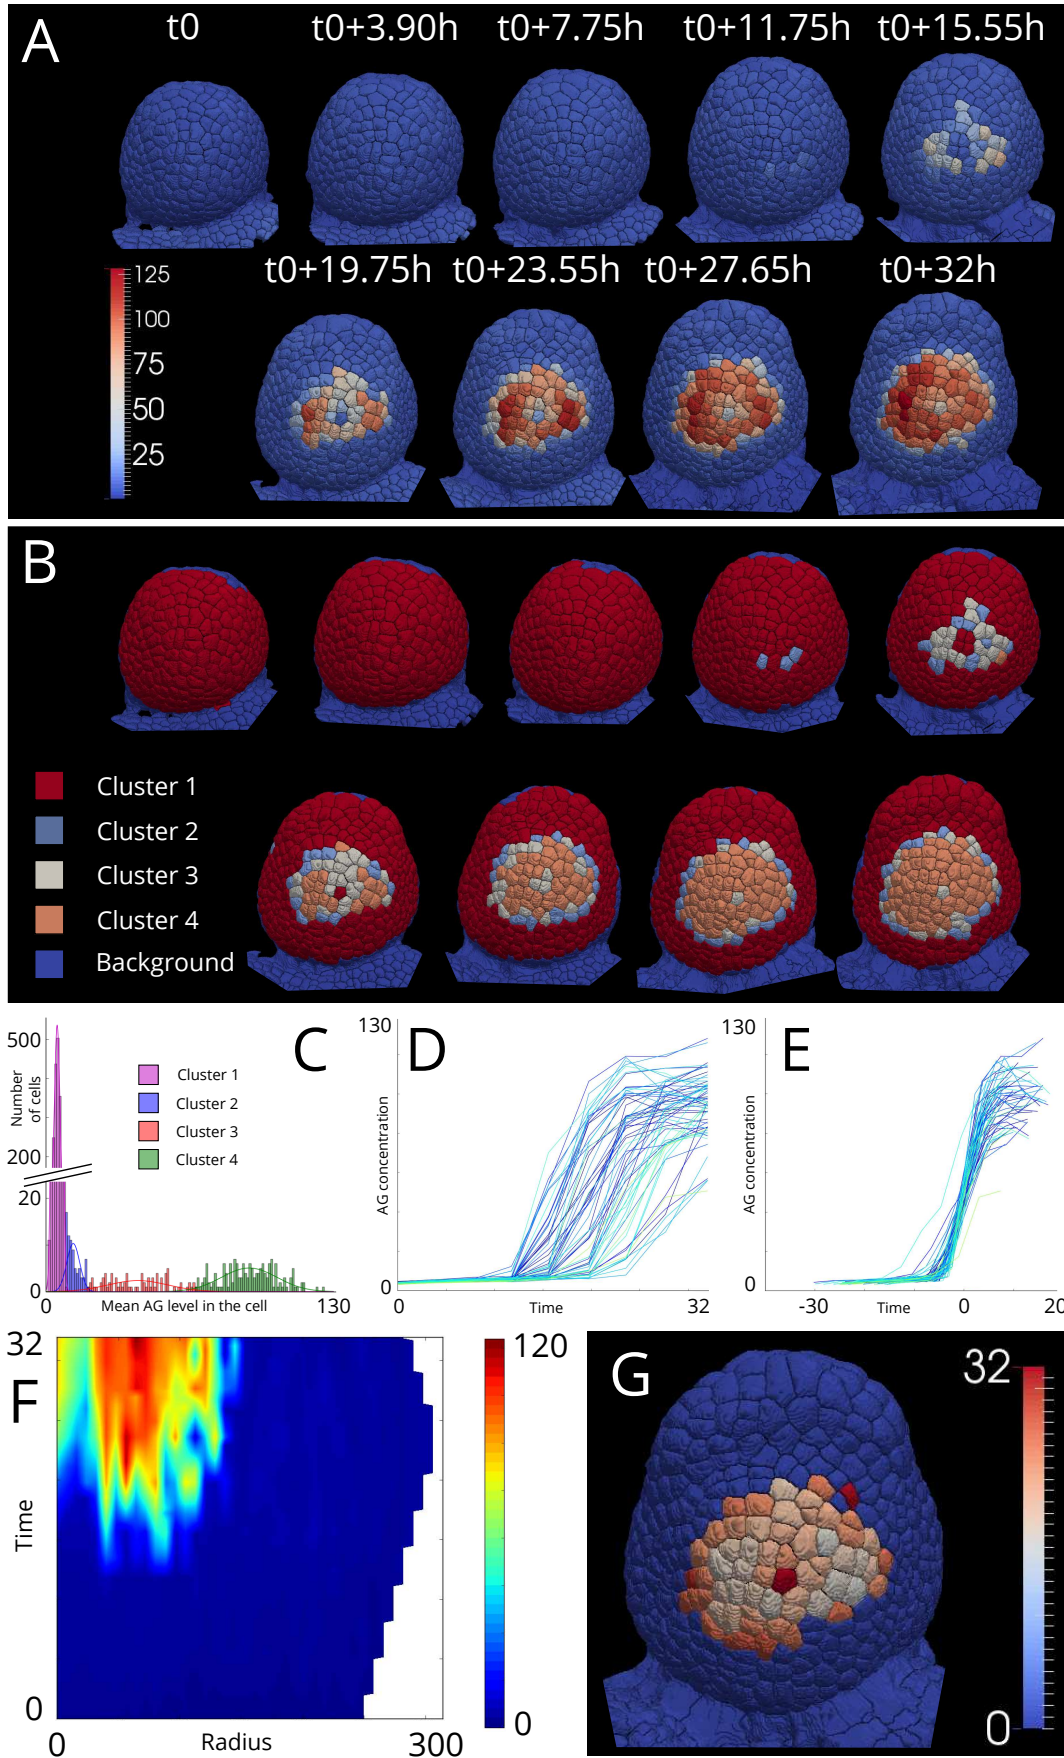 A
t0
t0+3.90h
t0+7.75h
t0+11.75h
t0+15.55h
t0+19.75h
t0+23.55h
t0+27.65h
t0+32h
125
100
75
50
25
B
Cluster 1
Cluster 2
Cluster 3
Cluster 4
Background
C
500
200
20
0
Number
of cells
Cluster 1
Cluster 2
Cluster 3
Cluster 4
0
Mean AG level in the cell
130
D
130
AG concentration
0
0
Time
32
E
130
AG concentration
0
-30
Time
0
20
F
32
Time
0
0
Radius
300
120
0
G
32
0